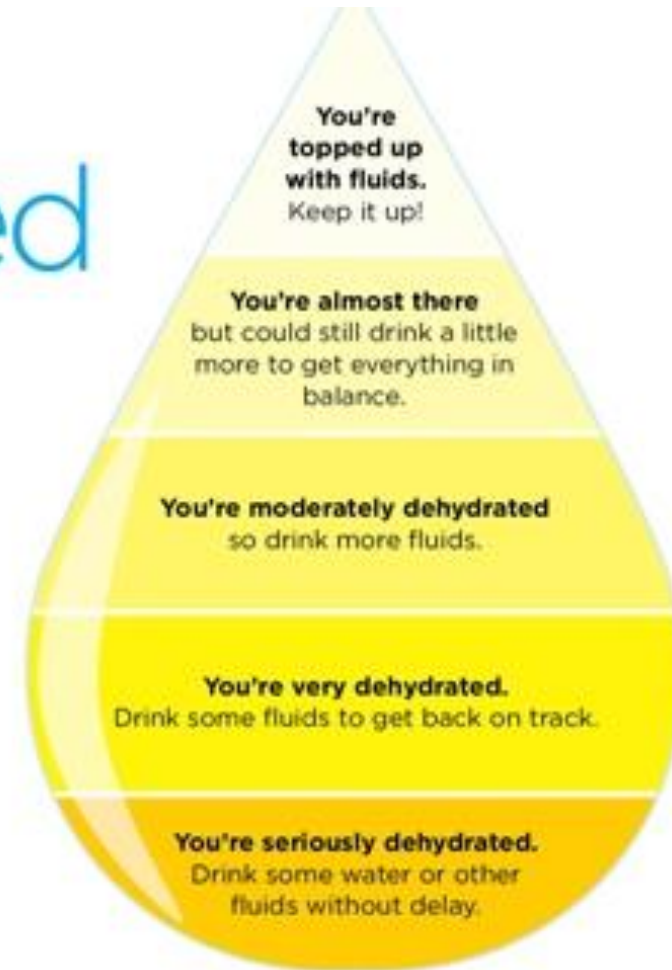 ed
You're
topped up
with fluids.
Keep it up!
You're almost there
but could still drink a little
more to get everything in
balance.
You're moderately dehydrated
so drink more fluids.
You're very dehydrated.
Drink some fluids to get back on track.
You're seriously dehydrated.
Drink some water or other
fluids without delay.